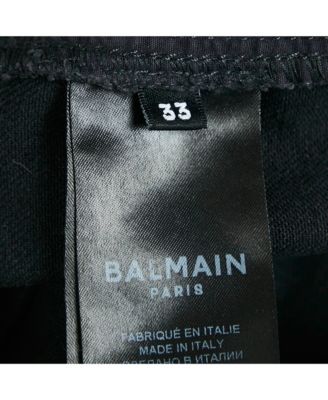 33
BALMAIN
PARIS
FABRIQUÉ EN ITALIE
MADE IN ITALY
СДЕЛАНО В ИТАЛИИ